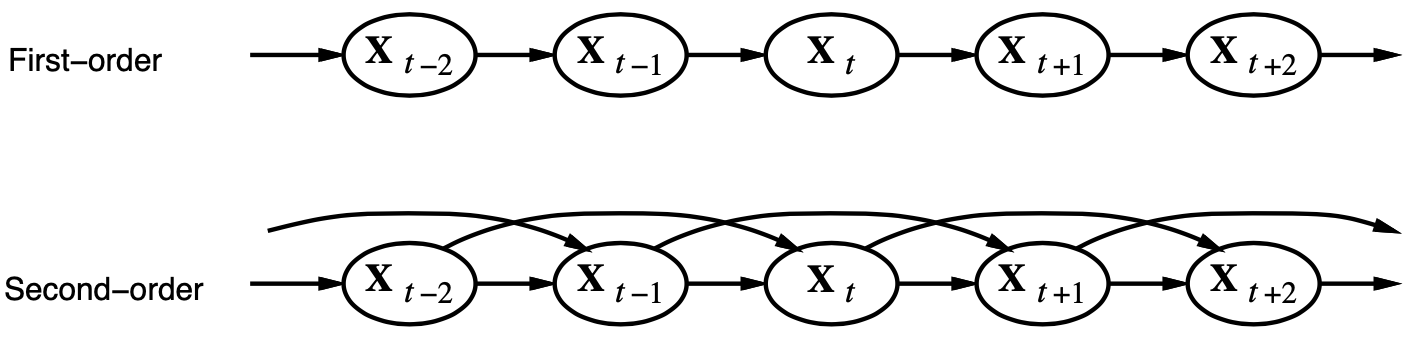 First–order X t–2 X t–1 X t X t+1 X t+2
Second–order X t–2 X t–1 X t X t+1 X t+2